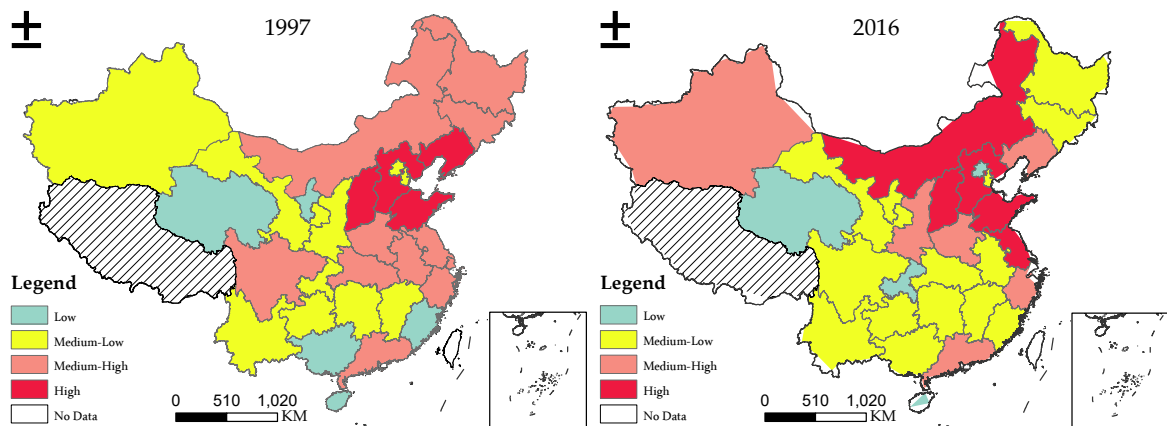 1997
Legend
Low
Medium-Low
Medium-High
High
No Data
0 510 1,020
KM
2016
Legend
Low
Medium-Low
Medium-High
High
No Data
0 510 1,020
KM